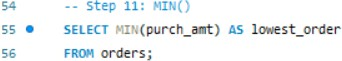 54 -- Step 11: MIN()
55 SELECT MIN(purch_amt) AS lowest_order
56 FROM orders;